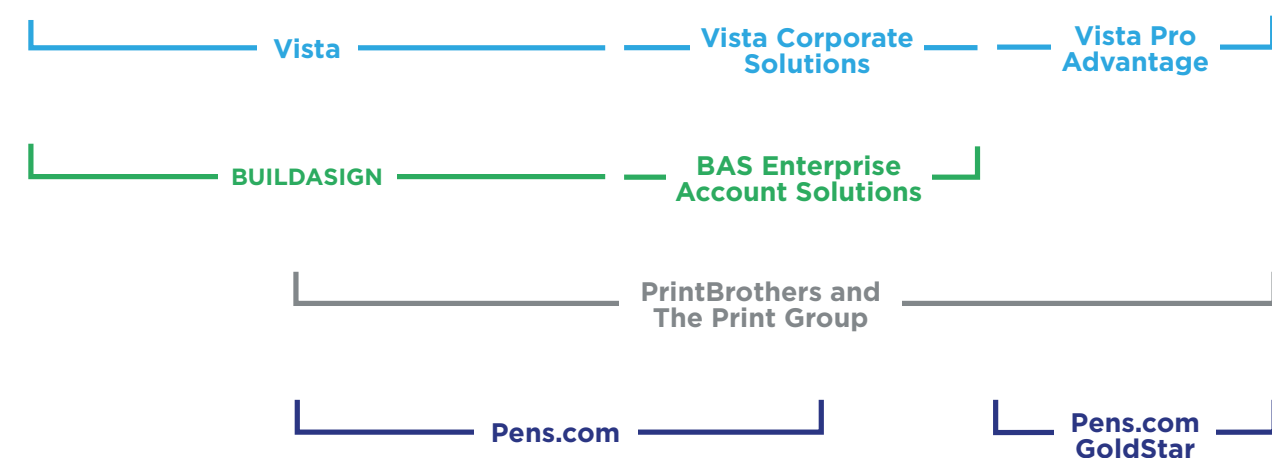 Vista
Vista Corporate
Solutions
Vista Pro
Advantage
BUILDASIGN
BAS Enterprise
Account Solutions
PrintBrothers and
The Print Group
Pens.com
Pens.com
GoldStar